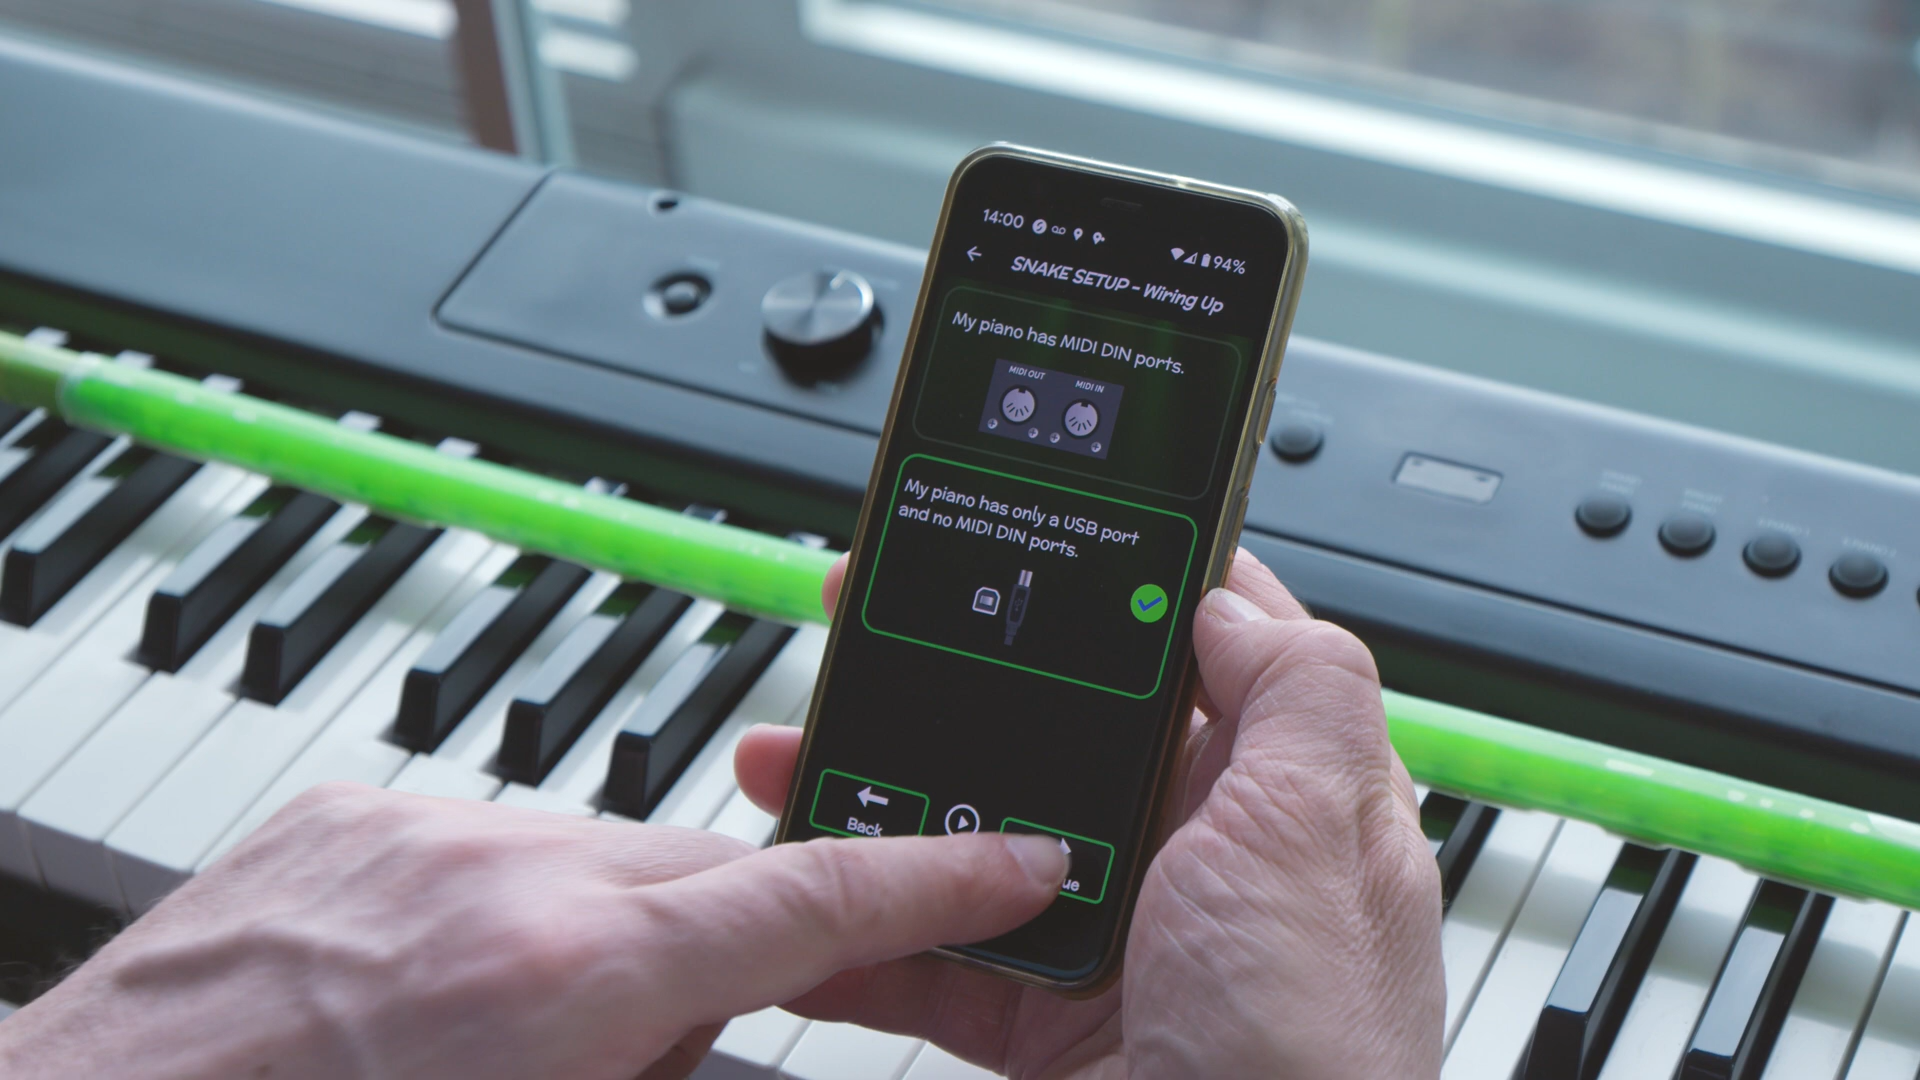 14:00
94%
SNAKE SETUP - Wiring Up
My piano has MIDI DIN ports.
MIDI OUT
MIDI IN
My piano has only a USB port
and no MIDI DIN ports.
Back